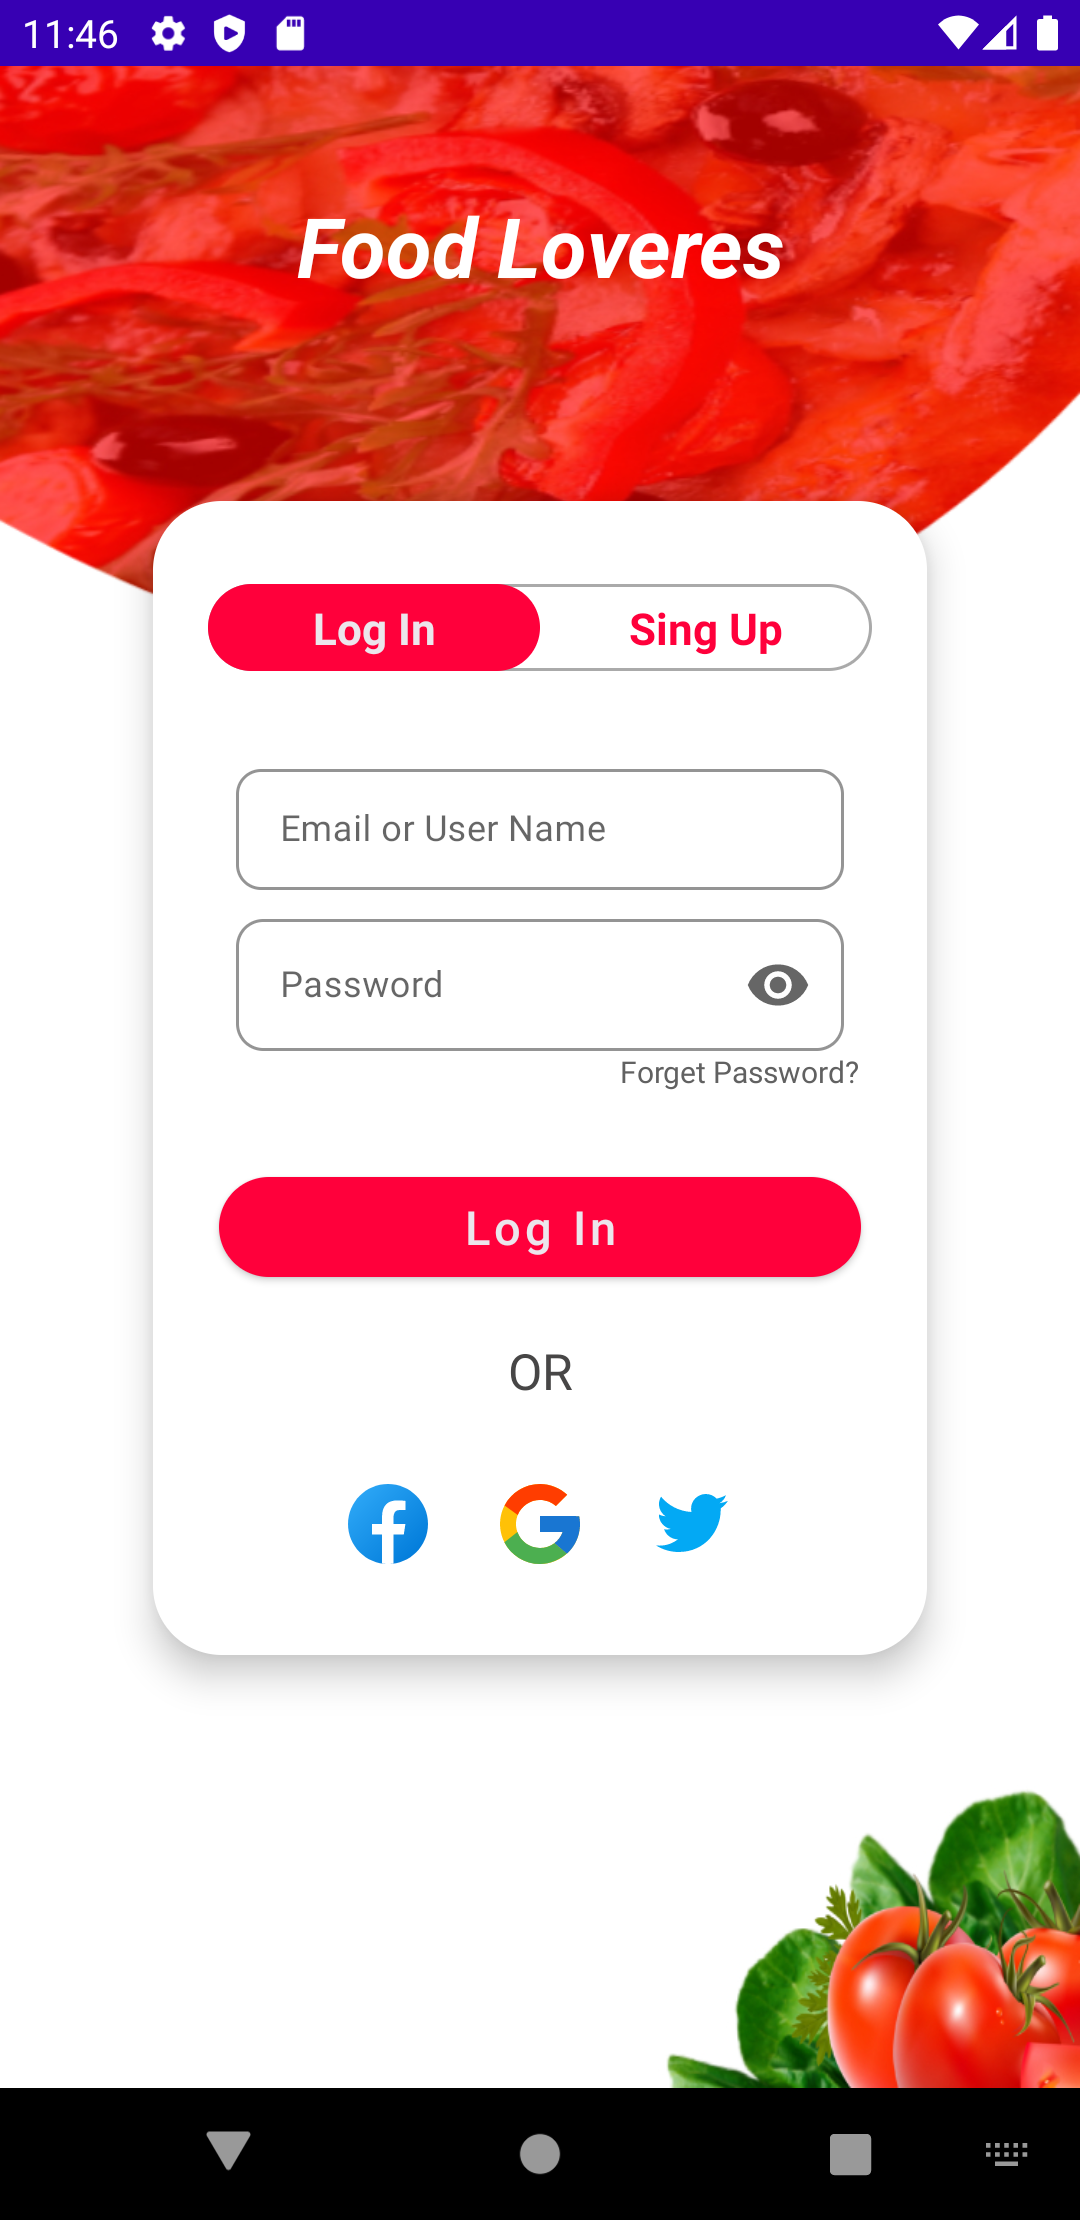 11:46
Food Loveres
Log In
Sing Up
Email or User Name
Password
Forget Password?
Log In
OR